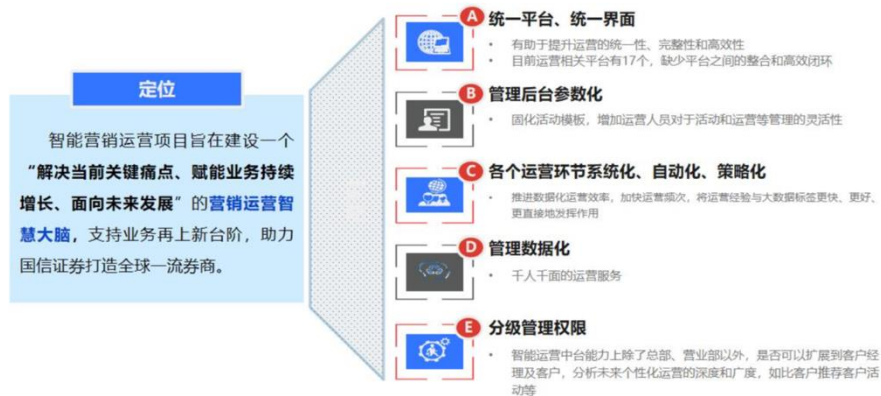 定位
智能营销运营项目旨在建设一个
“解决当前关键痛点、赋能业务持续
增长、面向未来发展”的营销运营智
慧大脑，支持业务再上新台阶，助力
国信证券打造全球一流券商。
A 统一平台、统一界面
• 有助于提升运营的统一性、完整性和高效性
• 目前运营相关平台有17个，缺少平台之间的整合和高效闭环
B 管理后台参数化
• 固化活动模板，增加运营人员对于活动和运营等管理的灵活性
C 各个运营环节系统化、自动化、策略化
• 推进数据化运营效率，加快运营频次，将运营经验与大数据标签更快、更好、
更直接地发挥作用
D 管理数据化
• 千人千面的运营服务
E 分级管理权限
• 智能运营中台能力上除了总部、营业部以外，是否可以扩展到客户经
理及客户，分析未来个性化运营的深度和广度，如比客户推荐客户活
动等